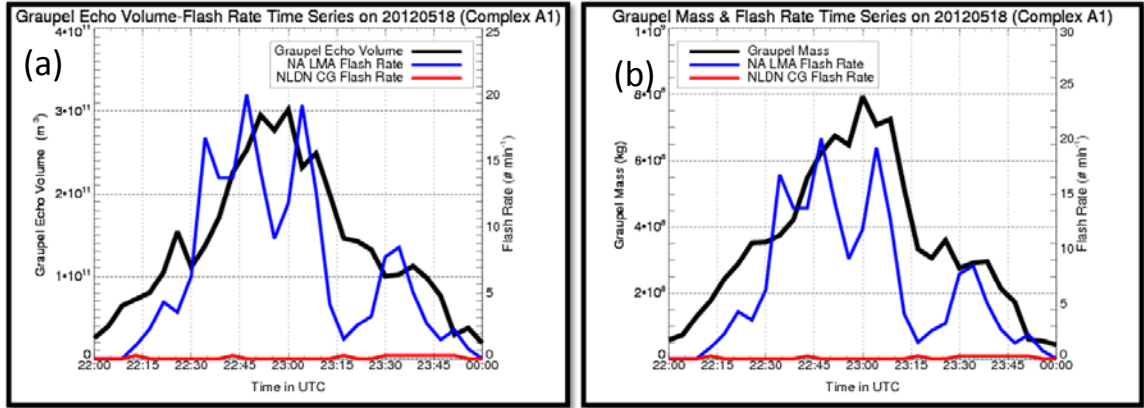 Graupel Echo Volume-Flash Rate Time Series on 20120518 (Complex A1)
(a)
Graupel Echo Volume
NA LMA Flash Rate
NLDN CG Flash Rate
4•10¹¹
3•10¹¹
2•10¹¹
1•10¹¹
0
Graupel Echo Volume (m³)
25
20
15
10
5
0
Flash Rate (# min⁻¹)
22:00 22:15 22:30 22:45 23:00 23:15 23:30 23:45 00:00
Time in UTC
Graupel Mass & Flash Rate Time Series on 20120518 (Complex A1)
(b)
Graupel Mass
NA LMA Flash Rate
NLDN CG Flash Rate
1•10⁹
8•10⁸
6•10⁸
4•10⁸
2•10⁸
0
Graupel Mass (kg)
30
25
20
15
10
5
0
Flash Rate (# min⁻¹)
22:00 22:15 22:30 22:45 23:00 23:15 23:30 23:45 00:00
Time in UTC